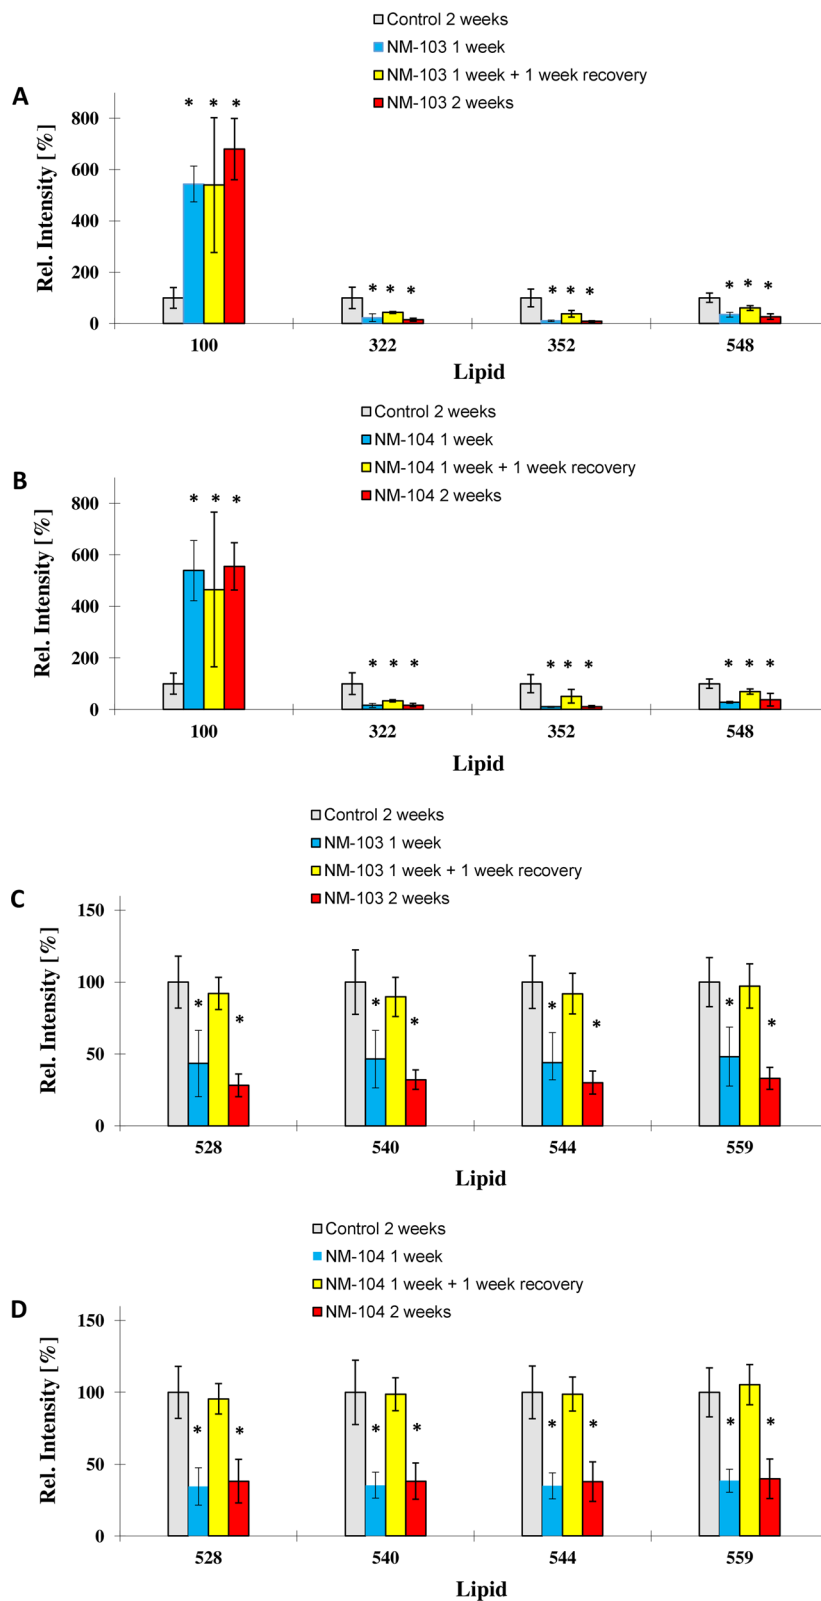 Control 2 weeks
NM-103 1 week
NM-103 1 week + 1 week recovery
NM-103 2 weeks
A
Rel. Intensity [%]
800
600
400
200
0
* * *
* * *
* * *
* * *
100 322 352 548
Lipid
Control 2 weeks
NM-104 1 week
NM-104 1 week + 1 week recovery
NM-104 2 weeks
B
Rel. Intensity [%]
800
600
400
200
0
* * *
* * *
* * *
* * *
100 322 352 548
Lipid
Control 2 weeks
NM-103 1 week
NM-103 1 week + 1 week recovery
NM-103 2 weeks
C
Rel. Intensity [%]
150
100
50
0
* *
* *
* *
* *
528 540 544 559
Lipid
Control 2 weeks
NM-104 1 week
NM-104 1 week + 1 week recovery
NM-104 2 weeks
D
Rel. Intensity [%]
150
100
50
0
* *
* *
* *
* *
528 540 544 559
Lipid